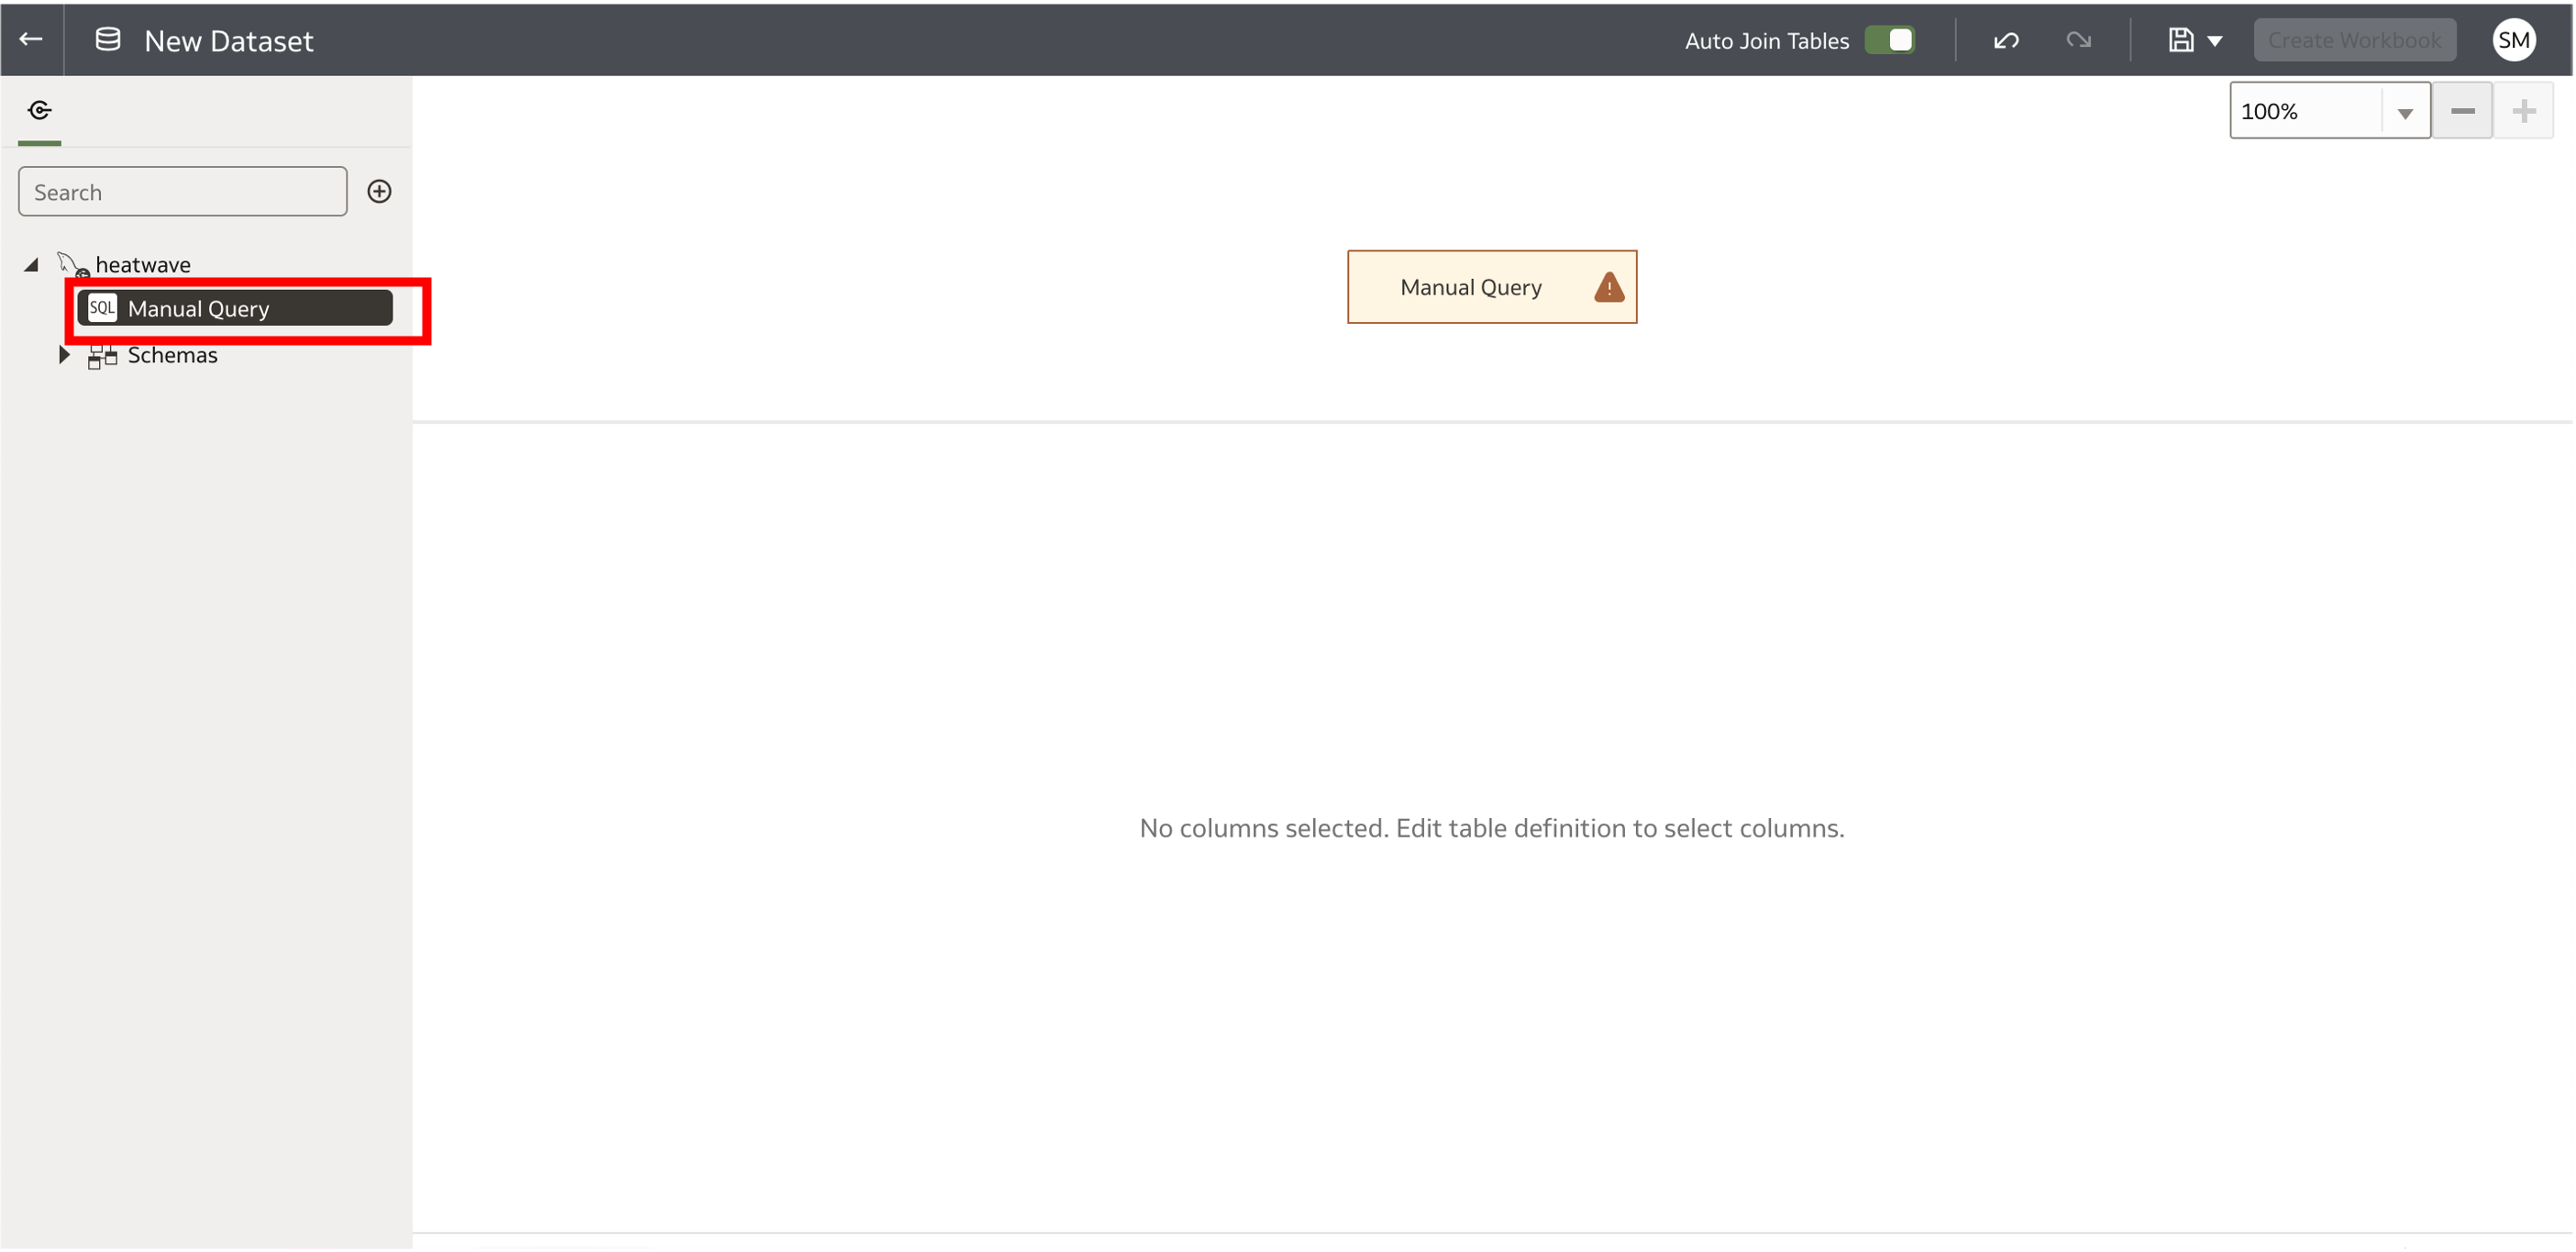 New Dataset
Auto Join Tables
Create Workbook
SM
100%
Search
heatwave
SQL Manual Query
Schemas
Manual Query
No columns selected. Edit table definition to select columns.